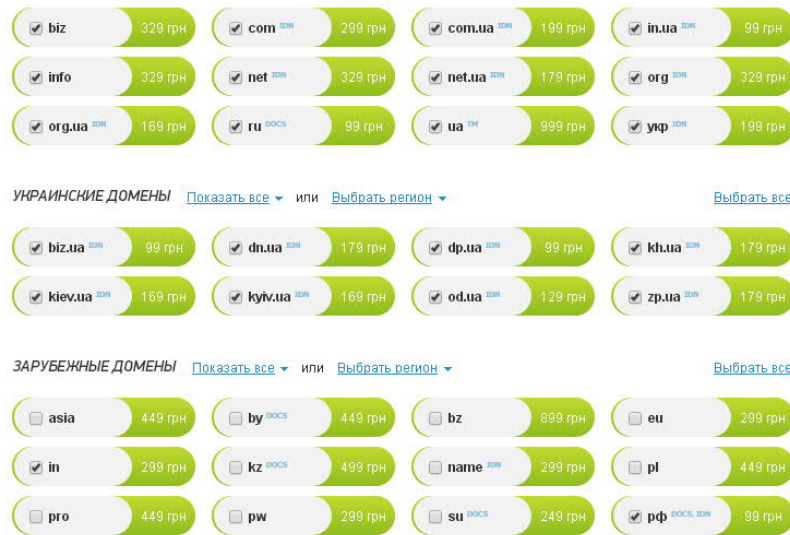 biz 329 грн com IDN 299 грн com.ua IDN 199 грн in.ua IDN 99 грн
info 329 грн net IDN 329 грн net.ua IDN 179 грн org IDN 329 грн
org.ua IDN 169 грн ru DOCS 99 грн ua TM 999 грн укр IDN 199 грн
УКРАИНСКИЕ ДОМЕНЫ Показать все или Выбрать регион Выбрать все
biz.ua IDN 99 грн dn.ua IDN 179 грн dp.ua IDN 99 грн kh.ua IDN 179 грн
kiev.ua IDN 169 грн kyiv.ua IDN 169 грн od.ua IDN 129 грн zp.ua IDN 179 грн
ЗАРУБЕЖНЫЕ ДОМЕНЫ Показать все или Выбрать регион Выбрать все
asia 449 грн by DOCS 449 грн bz 899 грн eu 299 грн
in 299 грн kz DOCS 499 грн name IDN 299 грн pl 449 грн
pro 449 грн pw 299 грн su DOCS 249 грн рф DOCS, IDN 99 грн